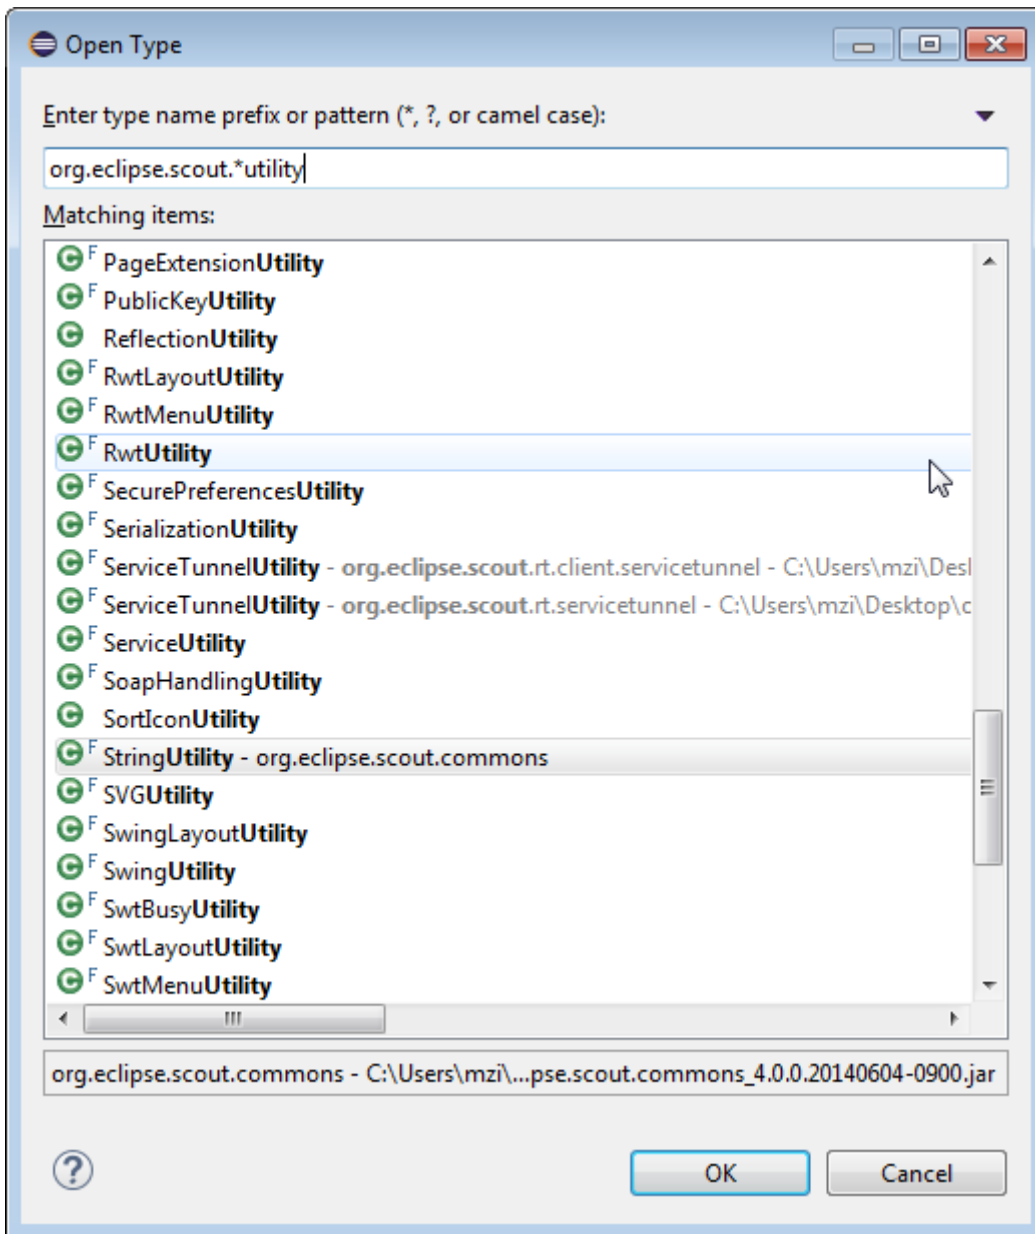 Open Type
Enter type name prefix or pattern (*, ?, or camel case):
org.eclipse.scout.*utility
Matching items:
F PageExtensionUtility
F PublicKeyUtility
ReflectionUtility
F RwtLayoutUtility
F RwtMenuUtility
F RwtUtility
F SecurePreferencesUtility
F SerializationUtility
F ServiceTunnelUtility - org.eclipse.scout.rt.client.servicetunnel - C:\Users\mzi\Desl
F ServiceTunnelUtility - org.eclipse.scout.rt.servicetunnel - C:\Users\mzi\Desktop\c
F ServiceUtility
F SoapHandlingUtility
SortIconUtility
F StringUtility - org.eclipse.scout.commons
F SVGUtility
F SwingLayoutUtility
F SwingUtility
F SwtBusyUtility
F SwtLayoutUtility
F SwtMenuUtility
org.eclipse.scout.commons - C:\Users\mzi\...pse.scout.commons_4.0.0.20140604-0900.jar
OK Cancel